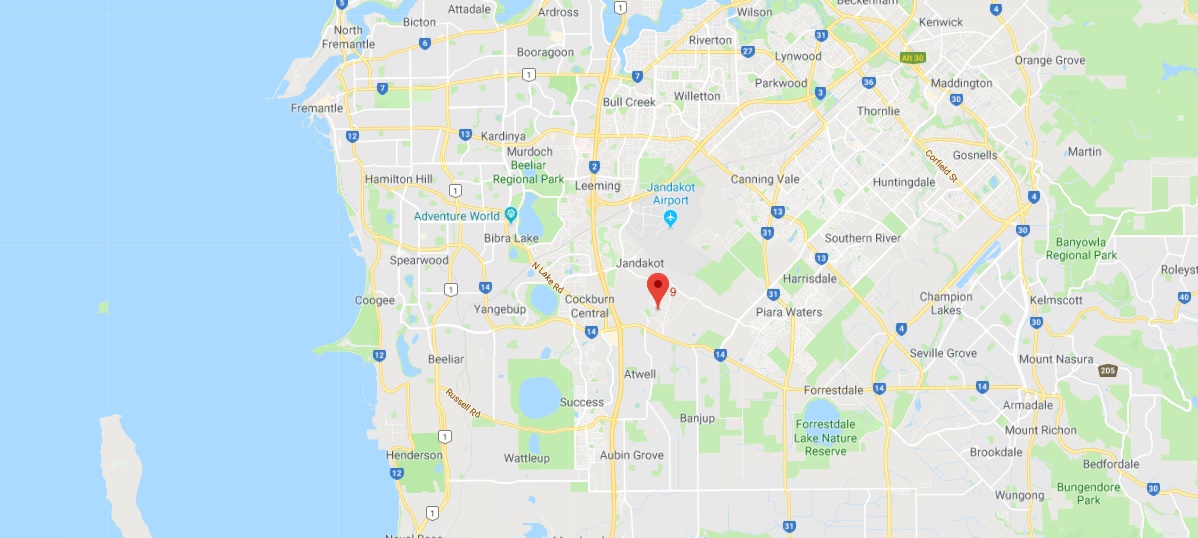 Attadale
Ardross
1
Wilson
Beckenham
4
5
Bicton
Kenwick
North
Fremantle
6
Riverton
31
Booragoon
27
Lynwood
Alt 30
Orange Grove
1
7
Parkwood
36
Maddington
7
3
Willetton
30
Bull Creek
Fremantle
Thornlie
12
13
Kardinya
Murdoch
Beeliar
Regional Park
2
Corfield St
Gosnells
Martin
Hamilton Hill
1
Leeming
Jandakot
Airport
Canning Vale
Huntingdale
4
Adventure World
13
31
30
Bibra Lake
Southern River
Banyowla
Regional Park
Spearwood
N Lake Rd
Jandakot
13
Roleyst
Harrisdale
1
14
9
31
40
Coogee
Yangebup
Cockburn
Central
Piara Waters
Champion
Lakes
Kelmscott
14
4
30
12
Beeliar
14
Seville Grove
Mount Nasura
205
Atwell
Russell Rd
Success
Forrestdale
14
14
Armadale
Banjup
Forrestdale
Lake Nature
Reserve
Mount Richon
1
Henderson
Wattleup
Aubin Grove
Brookdale
Bedfordale
12
Bungendore
Park
30
Wungong
1
31
Naval Base